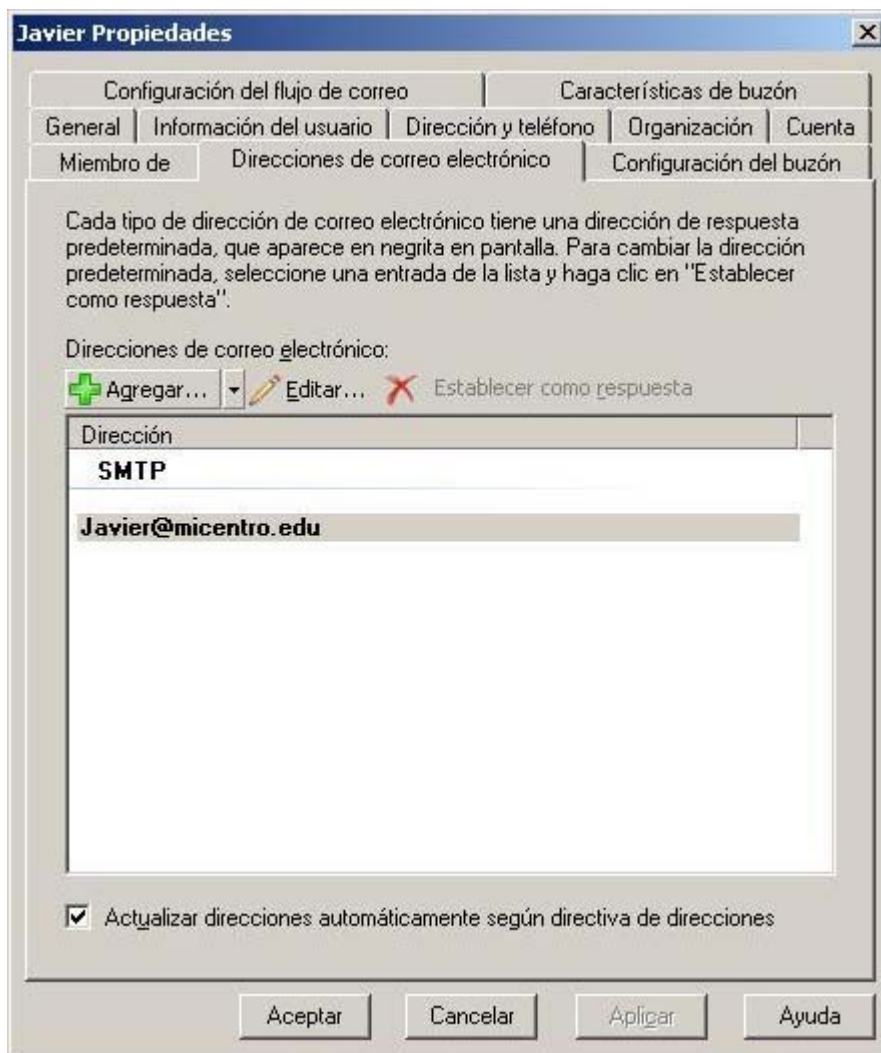 Javier Propiedades
Configuración del flujo de correo
Características de buzón
General
Información del usuario
Dirección y teléfono
Organización
Cuenta
Miembro de
Direcciones de correo electrónico
Configuración del buzón
Cada tipo de dirección de correo electrónico tiene una dirección de respuesta
predeterminada, que aparece en negrita en pantalla. Para cambiar la dirección
predeterminada, seleccione una entrada de la lista y haga clic en "Establecer
como respuesta".
Direcciones de correo electrónico:
Agregar...
Editar...
Establecer como respuesta
Dirección
SMTP
Javier@micentro.edu
Actualizar direcciones automáticamente según directiva de direcciones
Aceptar
Cancelar
Aplicar
Ayuda